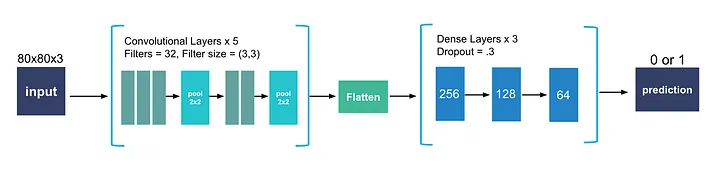 80x80x3
input
Convolutional Layers x 5
Filters = 32, Filter size = (3,3)
pool
2x2
pool
2x2
Flatten
Dense Layers x 3
Dropout = .3
256
128
64
0 or 1
prediction